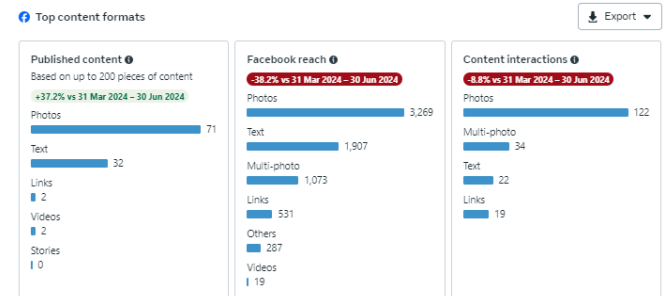 Top content formats
Export
Published content
Based on up to 200 pieces of content
+37.2% vs 31 Mar 2024 – 30 Jun 2024
Photos
71
Text
32
Links
2
Videos
2
Stories
0
Facebook reach
-38.2% vs 31 Mar 2024 – 30 Jun 2024
Photos
3,269
Text
1,907
Multi-photo
1,073
Links
531
Others
287
Videos
19
Content interactions
-8.8% vs 31 Mar 2024 – 30 Jun 2024
Photos
122
Multi-photo
34
Text
22
Links
19